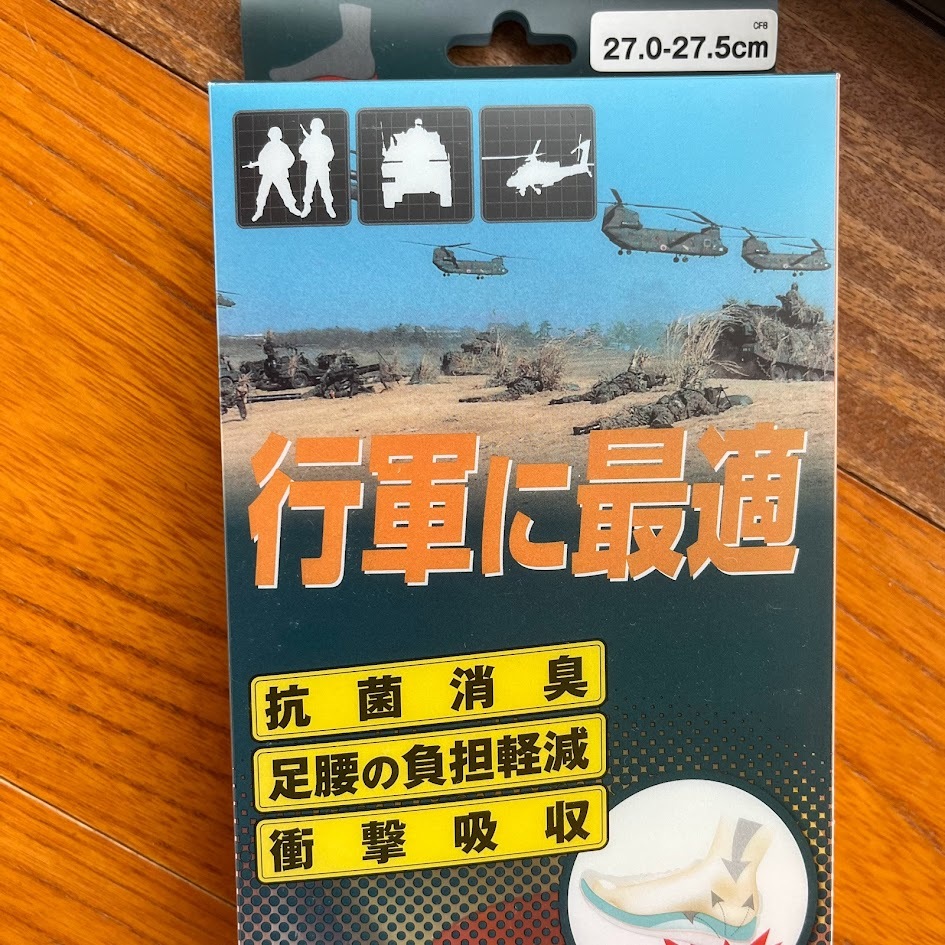 CF8
27.0-27.5cm
行軍に最適
抗菌消臭
足腰の負担軽減
衝撃吸収